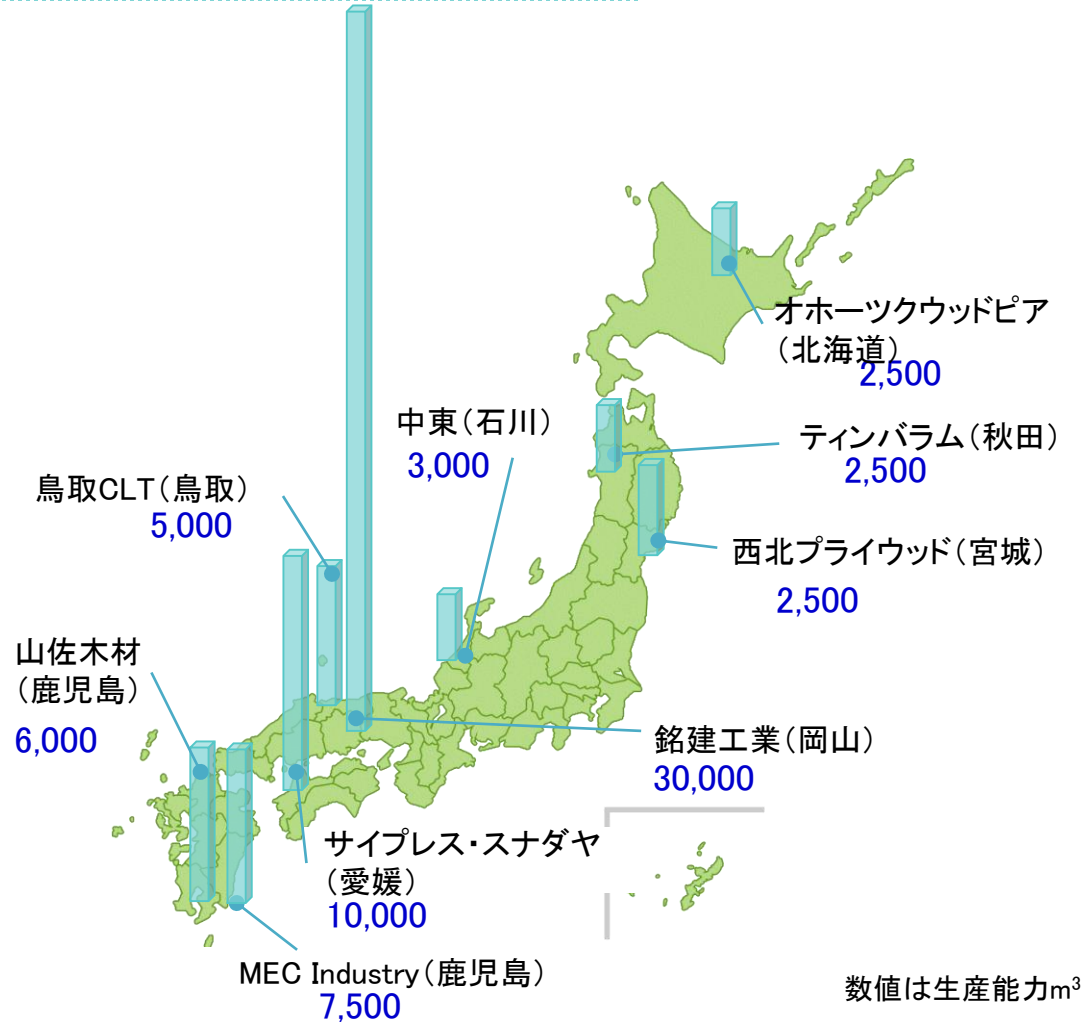 オホーツクウッドピア
(北海道)
2,500
中東(石川)
3,000
ティンバラム(秋田)
2,500
鳥取CLT(鳥取)
5,000
西北プライウッド(宮城)
2,500
山佐木材
(鹿児島)
6,000
銘建工業(岡山)
30,000
サイプレス・スナダヤ
(愛媛)
10,000
MEC Industry(鹿児島)
7,500
数値は生産能力m³